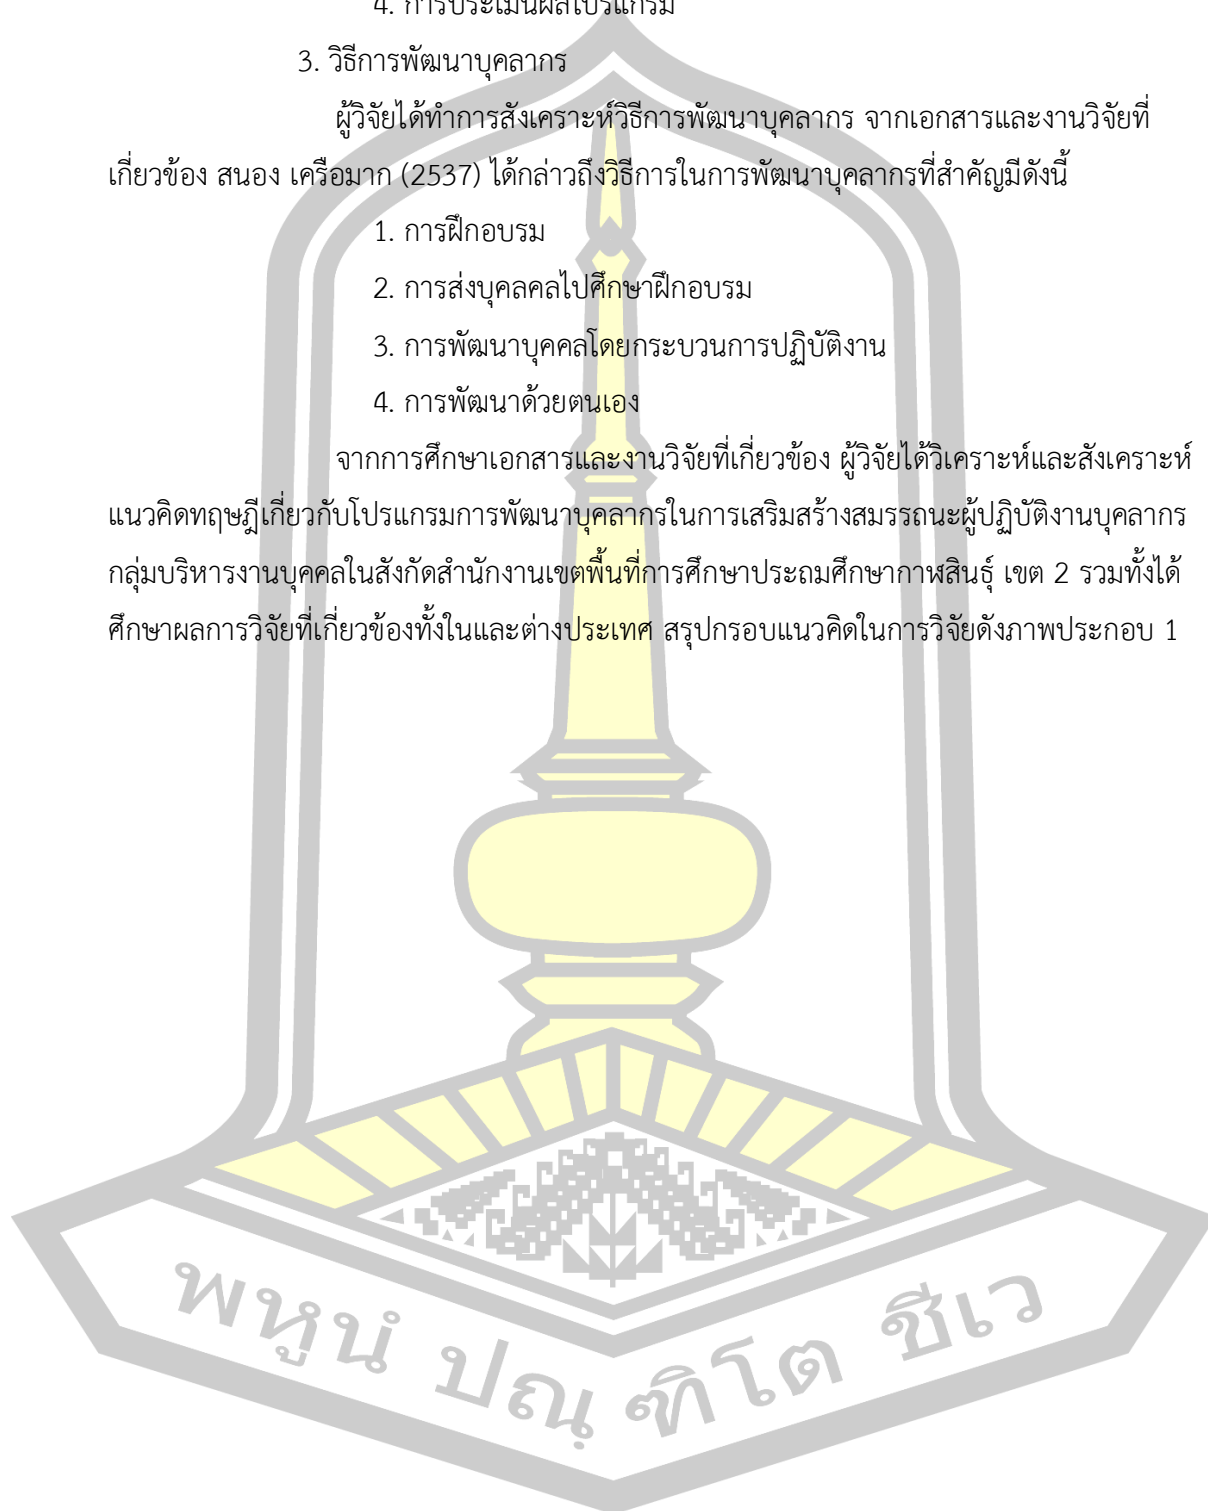 4. การประเมินผลโปรแกรม
3. วิธีการพัฒนาบุคลากร
ผู้วิจัยได้ทำการสังเคราะห์วิธีการพัฒนาบุคลากร จากเอกสารและงานวิจัยที่
เกี่ยวข้อง สนอง เครือมาก (2537) ได้กล่าวถึงวิธีการในการพัฒนาบุคลากรที่สำคัญมีดังนี้
1. การฝึกอบรม
2. การส่งบุคลคลไปศึกษาฝึกอบรม
3. การพัฒนาบุคคลโดยกระบวนการปฏิบัติงาน
4. การพัฒนาด้วยตนเอง
จากการศึกษาเอกสารและงานวิจัยที่เกี่ยวข้อง ผู้วิจัยได้วิเคราะห์และสังเคราะห์
แนวคิดทฤษฎีเกี่ยวกับโปรแกรมการพัฒนาบุคลากรในการเสริมสร้างสมรรถนะผู้ปฏิบัติงานบุคลากร
กลุ่มบริหารงานบุคคลในสังกัดสำนักงานเขตพื้นที่การศึกษาประถมศึกษากาฬสินธุ์ เขต 2 รวมทั้งได้
ศึกษาผลการวิจัยที่เกี่ยวข้องทั้งในและต่างประเทศ สรุปกรอบแนวคิดในการวิจัยดังภาพประกอบ 1
พหูนํ ปณฺฑิโต ชีเว